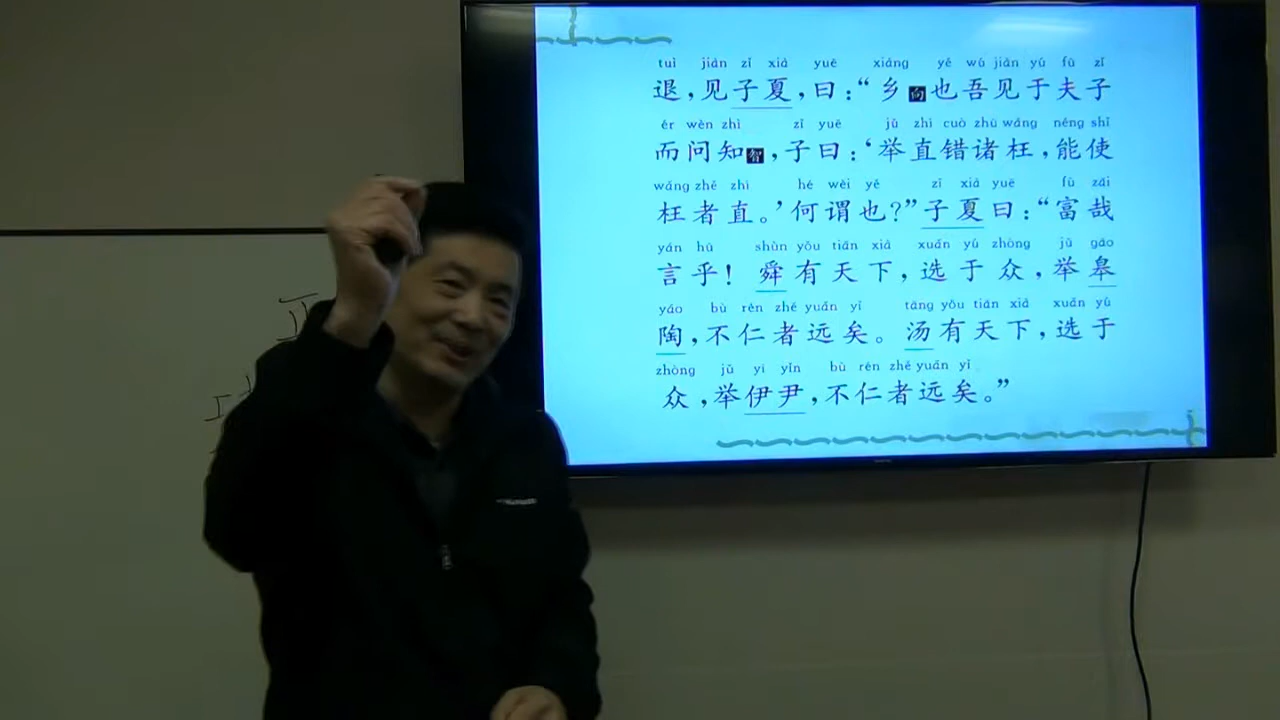 tuì jiàn zǐ xià yuē xiàng yě wú jiàn yú fū zǐ
退,见子夏,曰:“乡向也吾见于夫子
ér wèn zhì zǐ yuē jǔ zhí cuò zhū wǎng néng shǐ
而问知智,子曰:‘举直错诸枉,能使
wǎng zhě zhí hé wèi yě zǐ xià yuē fù zāi
枉者直。’何谓也?”子夏曰:“富哉
yán hū shùn yǒu tiān xià xuǎn yú zhòng jǔ gāo
言乎!舜有天下,选于众,举皋
yáo bù rén zhě yuǎn yǐ tāng yǒu tiān xià xuǎn yú
陶,不仁者远矣。汤有天下,选于
zhòng jǔ yī yǐn bù rén zhě yuǎn yǐ
众,举伊尹,不仁者远矣。”